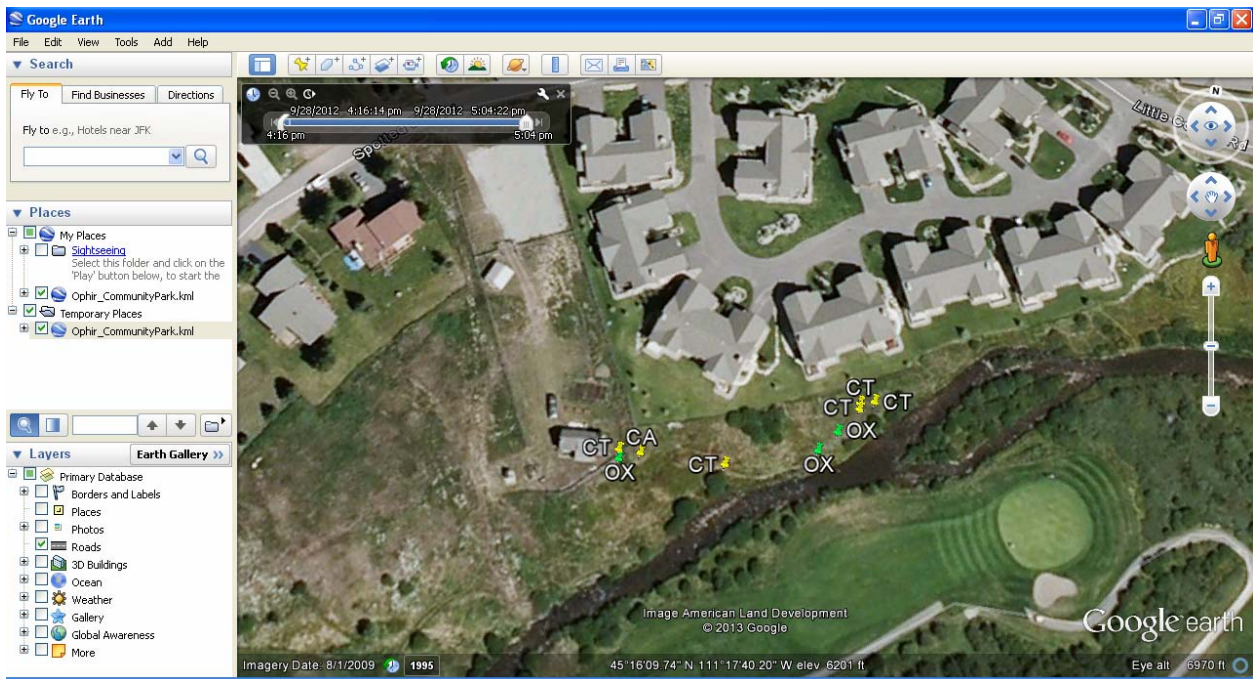 Google Earth
File Edit View Tools Add Help
Search
Fly To Find Businesses Directions
Fly to e.g., Hotels near JFK
Places
My Places
Sightseeing
Select this folder and click on the
'Play' button below, to start the
Ophir_CommunityPark.kml
Temporary Places
Ophir_CommunityPark.kml
Layers Earth Gallery >>
Primary Database
Borders and Labels
Places
Photos
Roads
3D Buildings
Ocean
Weather
Gallery
Global Awareness
More
9/28/2012 4:16:14 pm 9/28/2012 5:04:22 pm
4:16 pm 5:04 pm
Little
Rd
N
CT
CT CT
OX
CT CA
OX
CT
OX
Image American Land Development
© 2013 Google
Google earth
Imagery Date: 8/1/2009 1995 45°16'09.74" N 111°17'40.20" W elev 6201 ft Eye alt 6970 ft